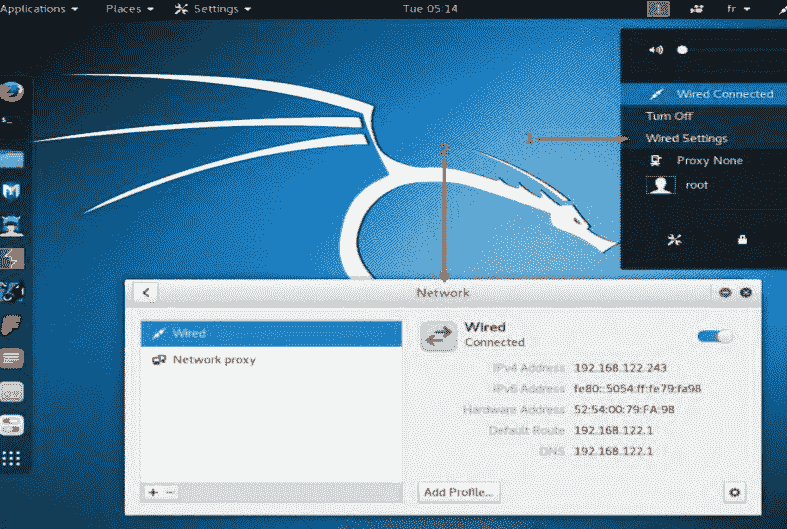 Applications Places Settings Tue 05:14 1 fr
Wired Connected
Turn Off
1 Wired Settings
2
Proxy None
root
Network
Wired
Network proxy
Wired
Connected
IPv4 Address 192.168.122.243
IPv6 Address fe80::5054:ff:fe79:fa98
Hardware Address 52:54:00:79:FA:98
Default Route 192.168.122.1
DNS 192.168.122.1
+ -
Add Profile...